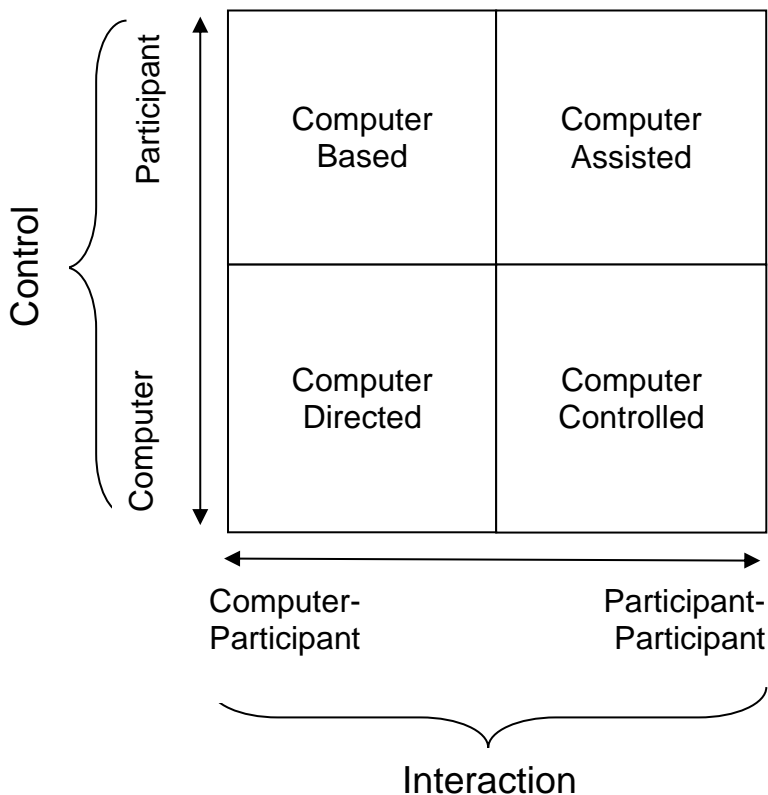 Control
Participant
Computer
Computer
Based
Computer
Assisted
Computer
Directed
Computer
Controlled
Computer-
Participant
Participant-
Participant
Interaction